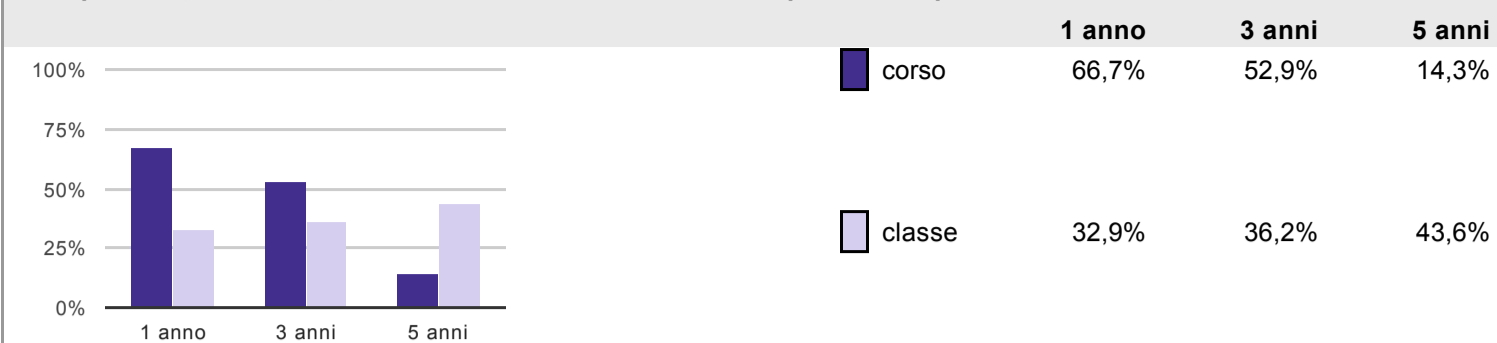 1 anno 3 anni 5 anni
corso 66,7% 52,9% 14,3%
classe 32,9% 36,2% 43,6%
100%
75%
50%
25%
0%
1 anno 3 anni 5 anni